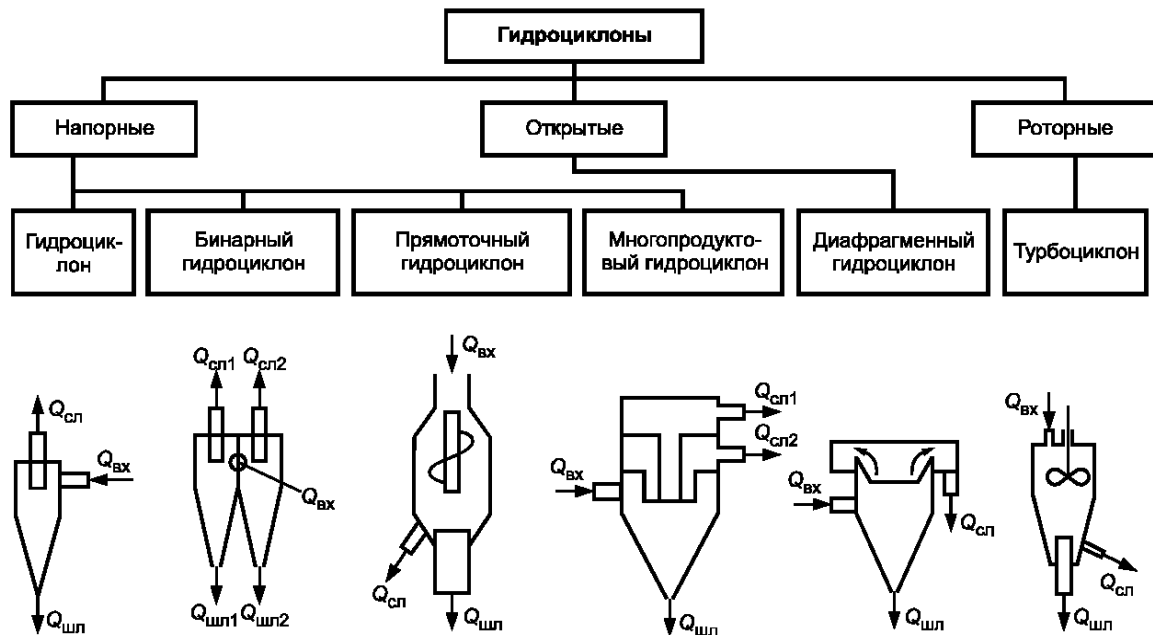 Гидроциклоны
Напорные
Открытые
Роторные
Гидроцик-
лон
Бинарный
гидроциклон
Прямоточный
гидроциклон
Многопродукто-
вый гидроциклон
Диафрагменный
гидроциклон
Турбоциклон
Qсл
Qвх
Qшл
Qсл1 Qсл2
Qвх
Qшл1 Qшл2
Qвх
Qсл
Qшл
Qсл1
Qсл2
Qвх
Qшл
Qвх
Qсл
Qшл
Qвх
Qсл
Qшл